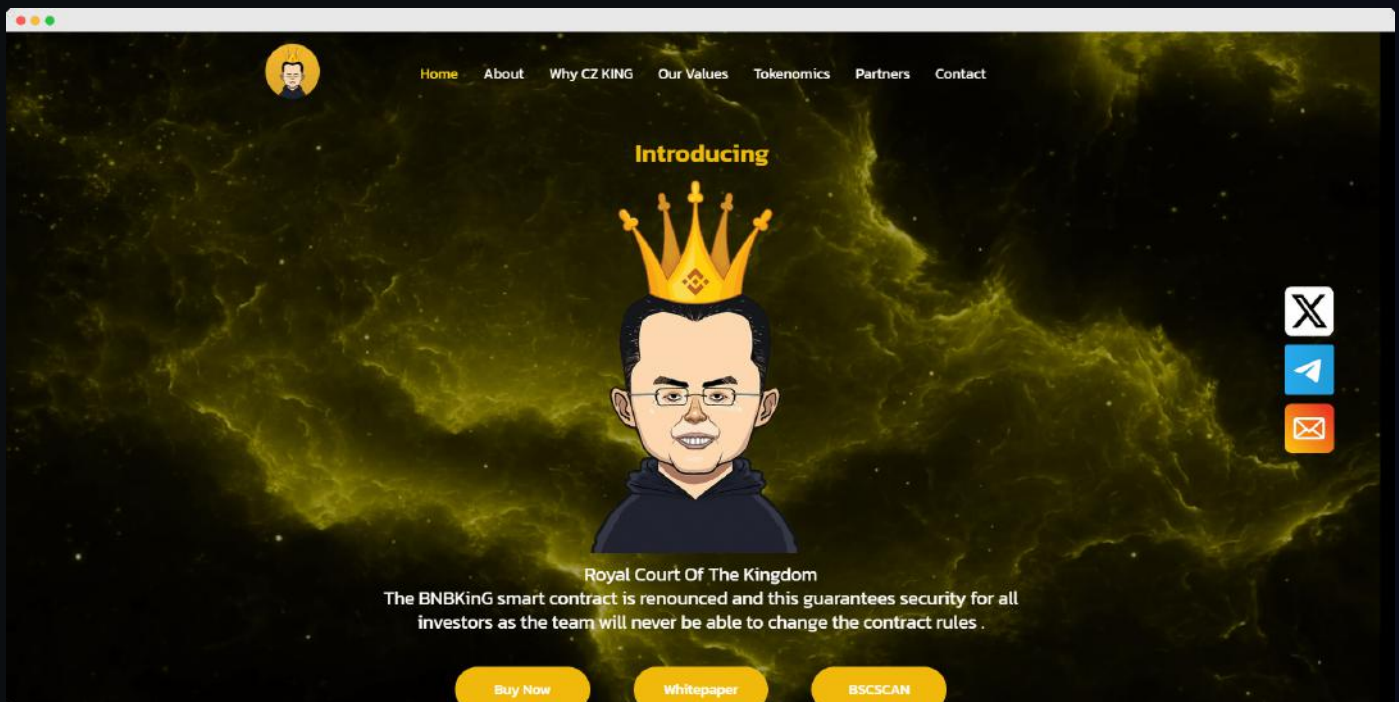 Home About Why CZ KING Our Values Tokenomics Partners Contact
Introducing
Royal Court Of The Kingdom
The BNBKinG smart contract is renounced and this guarantees security for all
investors as the team will never be able to change the contract rules .
Buy Now Whitepaper BSCSCAN